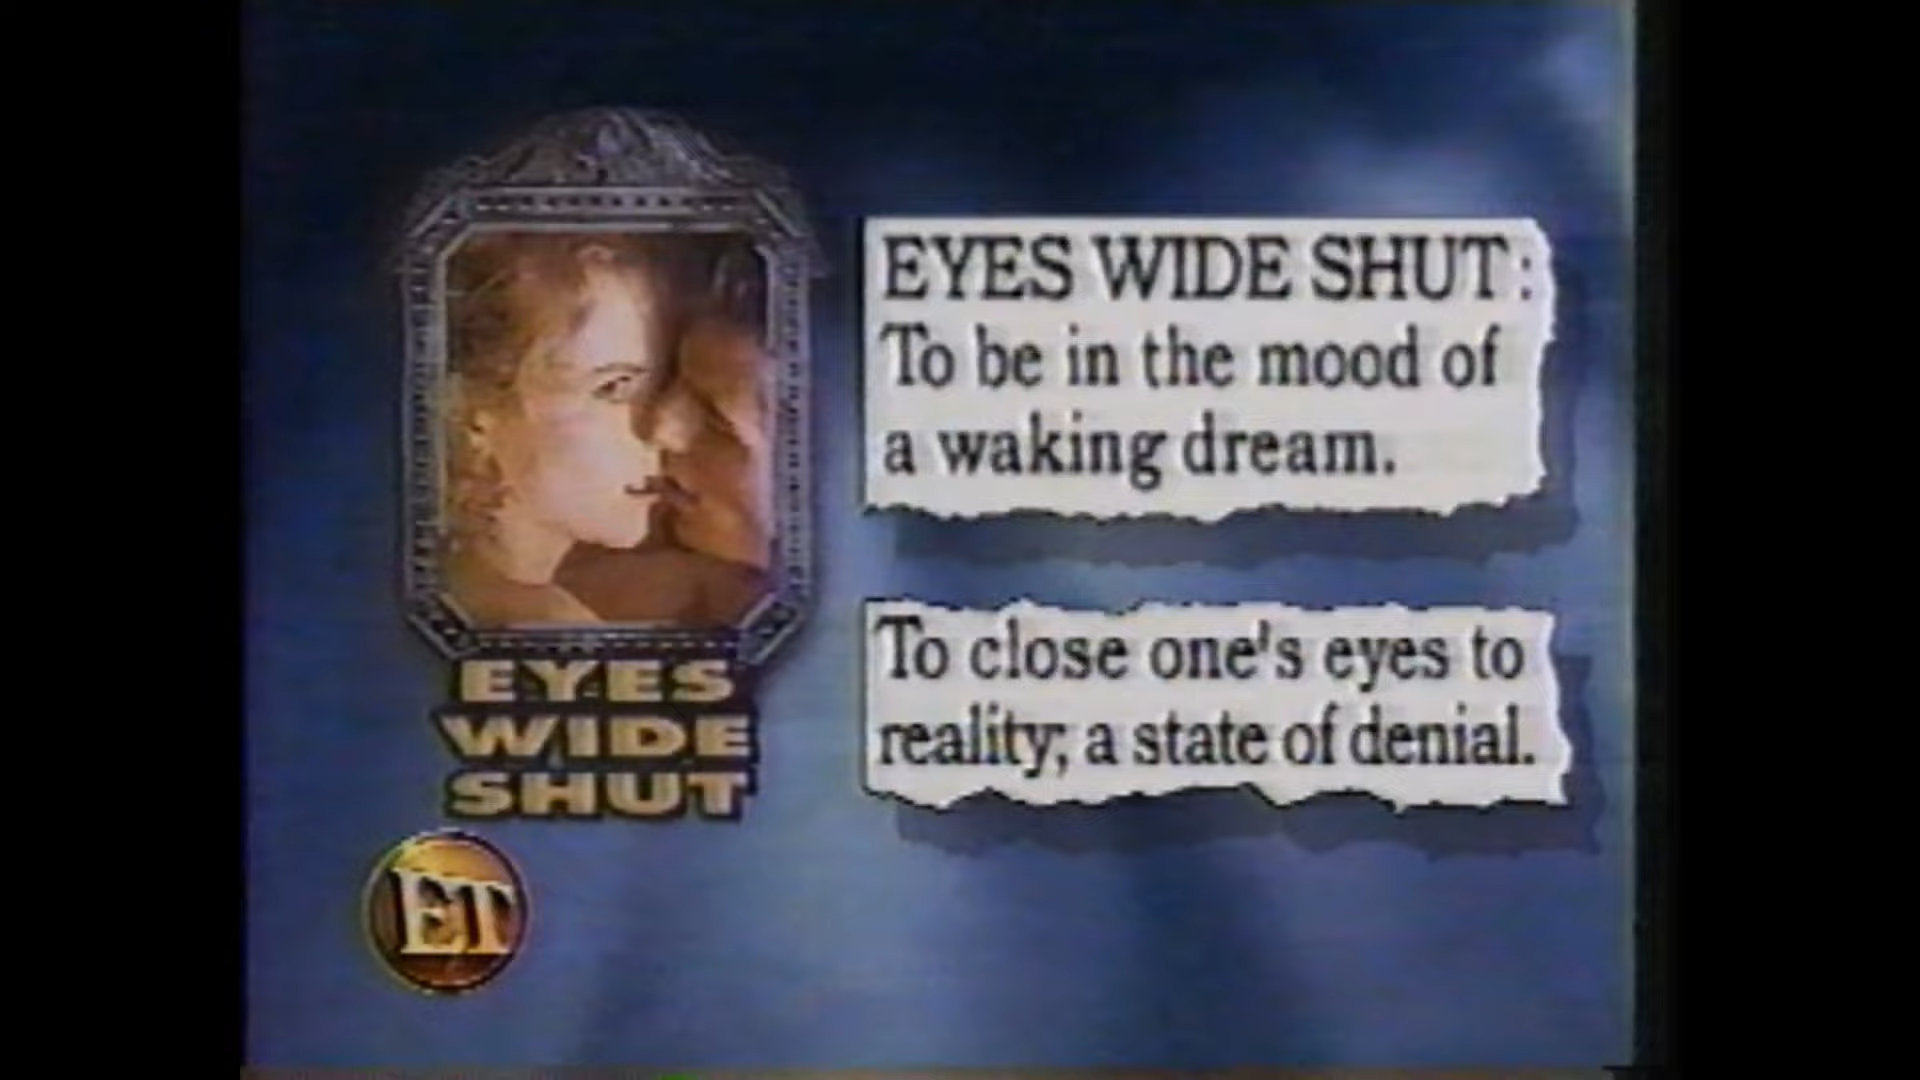 EYES WIDE SHUT:
To be in the mood of
a waking dream.
To close one's eyes to
reality; a state of denial.
EYES
WIDE
SHUT
ET